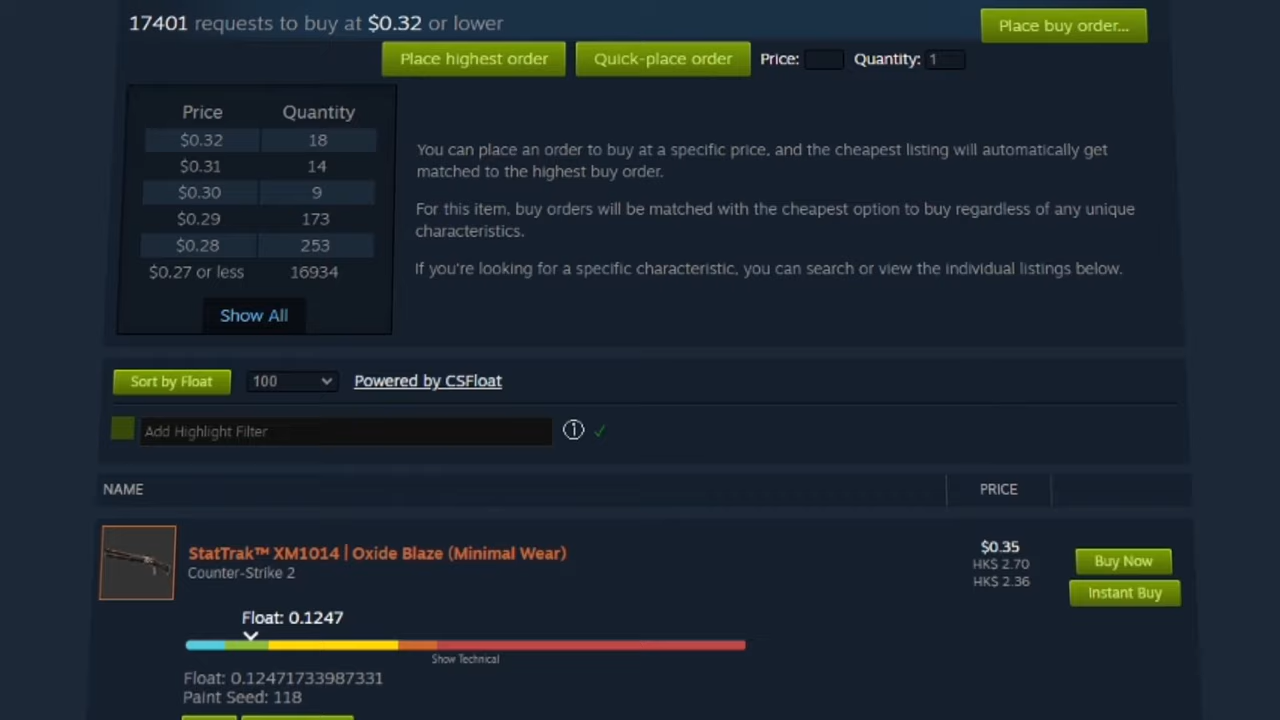 17401 requests to buy at $0.32 or lower
Place buy order...
Place highest order
Quick-place order
Price:
Quantity: 1
Price Quantity
$0.32 18
$0.31 14
$0.30 9
$0.29 173
$0.28 253
$0.27 or less 16934
Show All
You can place an order to buy at a specific price, and the cheapest listing will automatically get
matched to the highest buy order.
For this item, buy orders will be matched with the cheapest option to buy regardless of any unique
characteristics.
If you're looking for a specific characteristic, you can search or view the individual listings below.
Sort by Float
100
Powered by CSFloat
Add Highlight Filter
NAME
PRICE
StatTrak™ XM1014 | Oxide Blaze (Minimal Wear)
Counter-Strike 2
$0.35
HK$ 2.70
HK$ 2.36
Buy Now
Instant Buy
Float: 0.1247
Show Technical
Float: 0.12471733987331
Paint Seed: 118